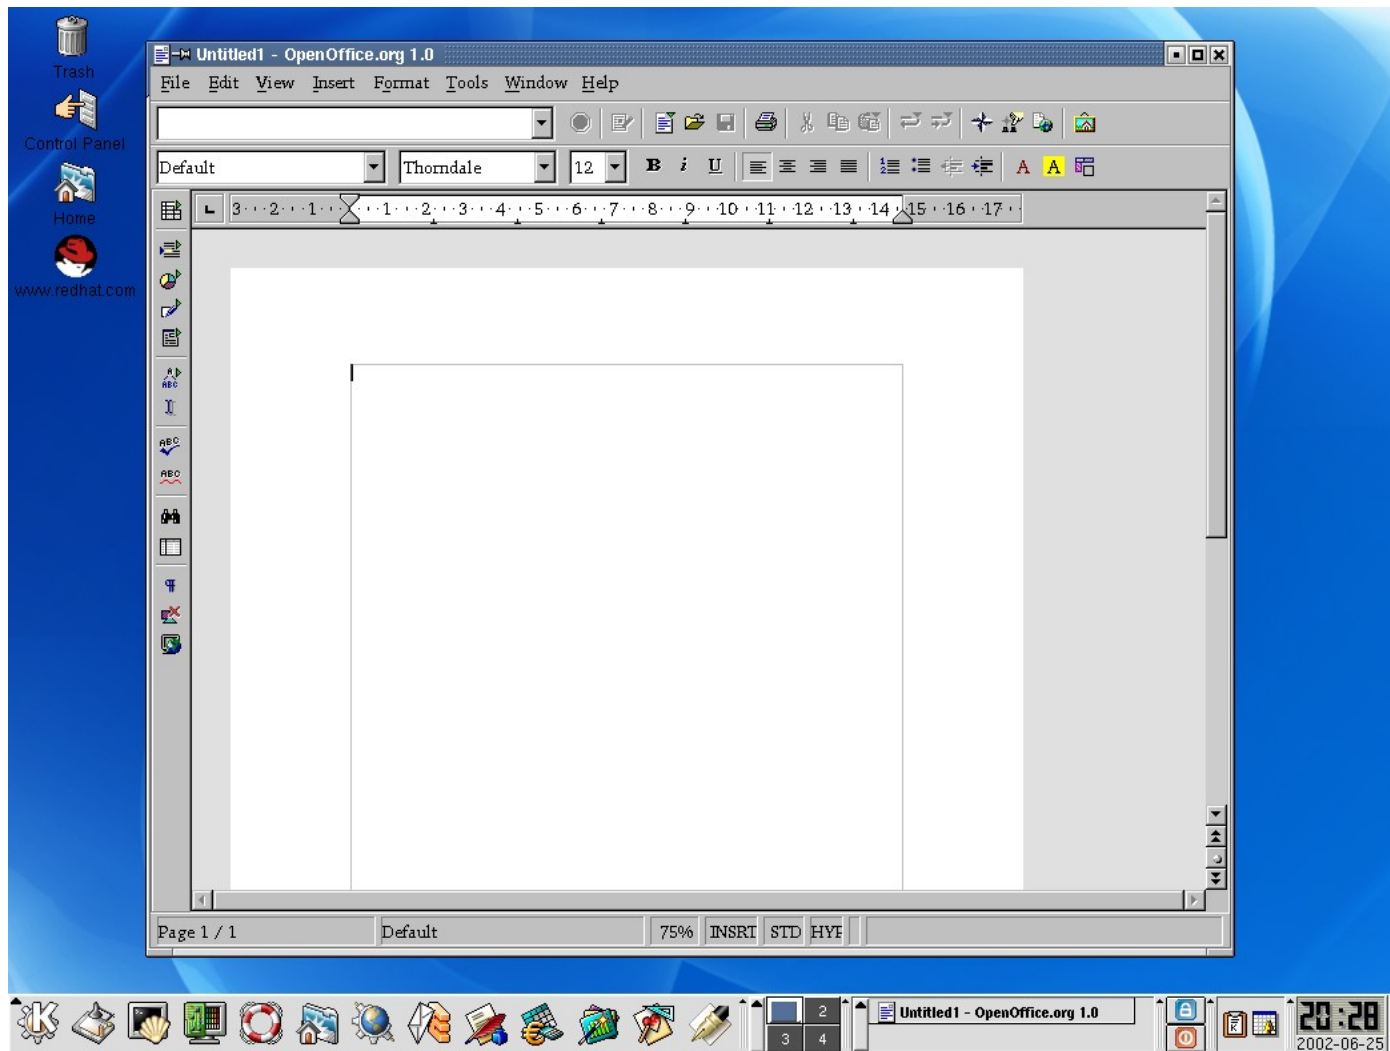 Trash
Control Panel
Home
www.redhat.com
Untitled1 - OpenOffice.org 1.0
File Edit View Insert Format Tools Window Help
Default Thorndale 12 B i U A A
3 2 1 1 2 3 4 5 6 7 8 9 10 11 12 13 14 15 16 17
ABC
ABC
ABC
Page 1 / 1 Default 75% INSRT STD HYP
2
3 4
Untitled1 - OpenOffice.org 1.0
20:28
2002-06-25